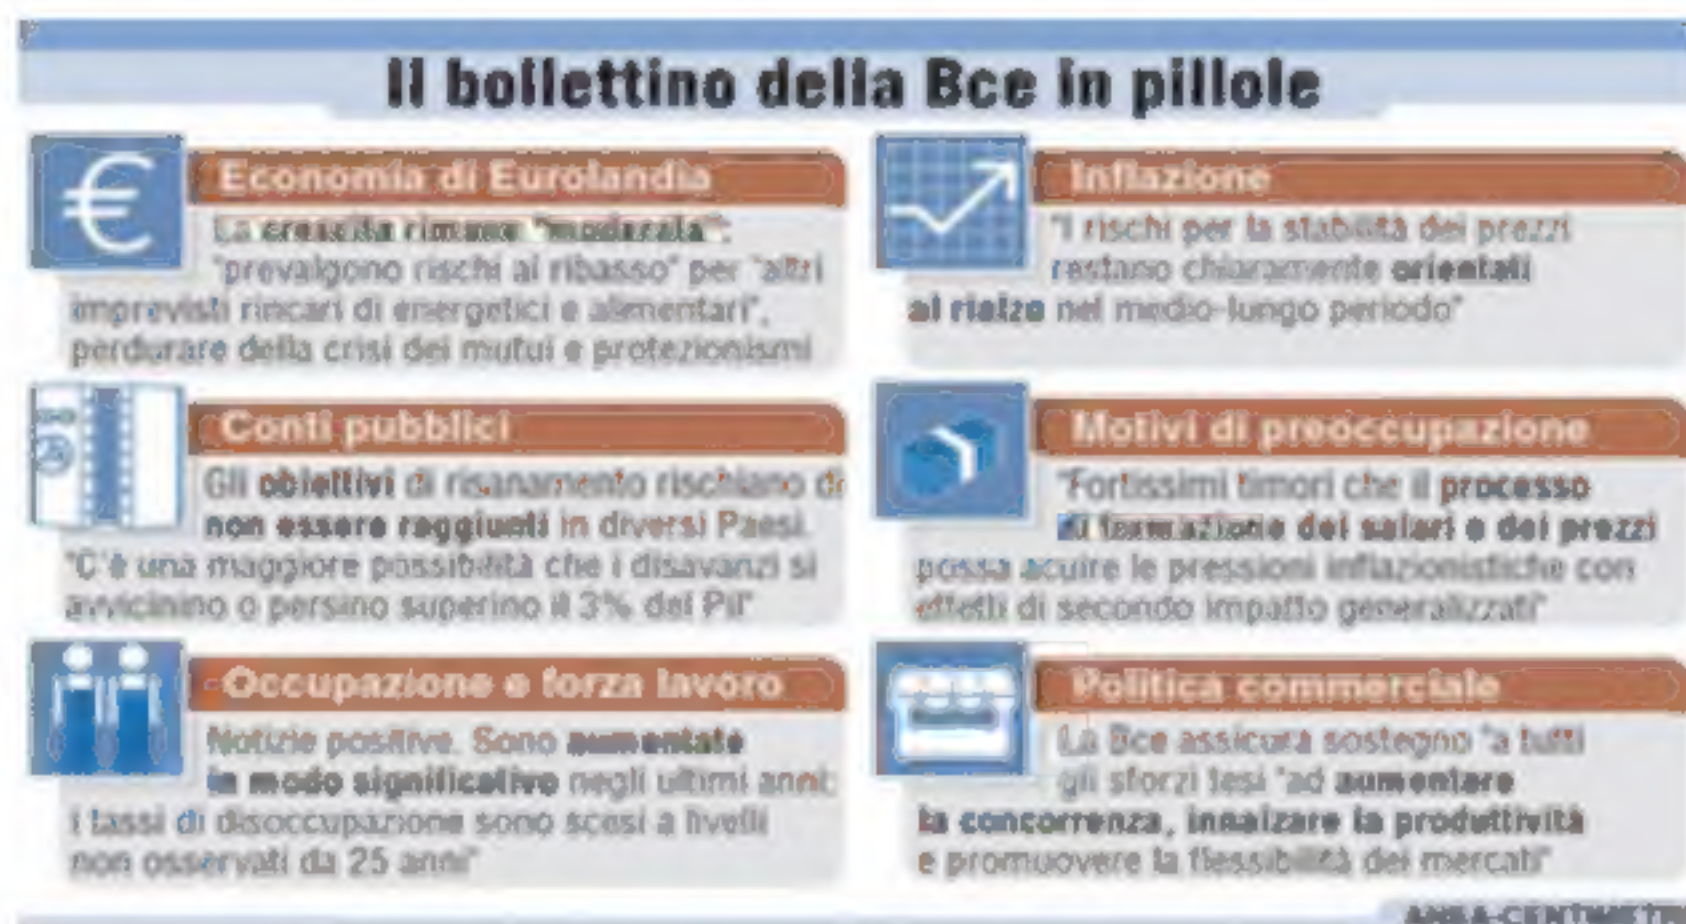 Il bollettino della Bce in pillole
Economia di Eurolandia
La crescita rimane "moderata":
"prevalgono rischi al ribasso" per "altri
imprevisti rincari di energetici e alimentari",
perdurare della crisi dei mutui e protezionismi
Inflazione
"I rischi per la stabilità dei prezzi
restano chiaramente orientati
al rialzo nel medio-lungo periodo"
Conti pubblici
Gli obiettivi di risanamento rischiano di
non essere raggiunti in diversi Paesi.
"C'è una maggiore possibilità che i disavanzi si
avvicinino o persino superino il 3% del Pil"
Motivi di preoccupazione
"Fortissimi timori che il processo
di formazione dei salari e dei prezzi
possa acuire le pressioni inflazionistiche con
effetti di secondo impatto generalizzati"
Occupazione e forza lavoro
Notizie positive. Sono aumentate
in modo significativo negli ultimi anni:
i tassi di disoccupazione sono scesi a livelli
non osservati da 25 anni"
Politica commerciale
La Bce assicura sostegno "a tutti
gli sforzi tesi "ad aumentare
la concorrenza, innalzare la produttività
e promuovere la flessibilità dei mercati"
ANSA-CENTIMETRI